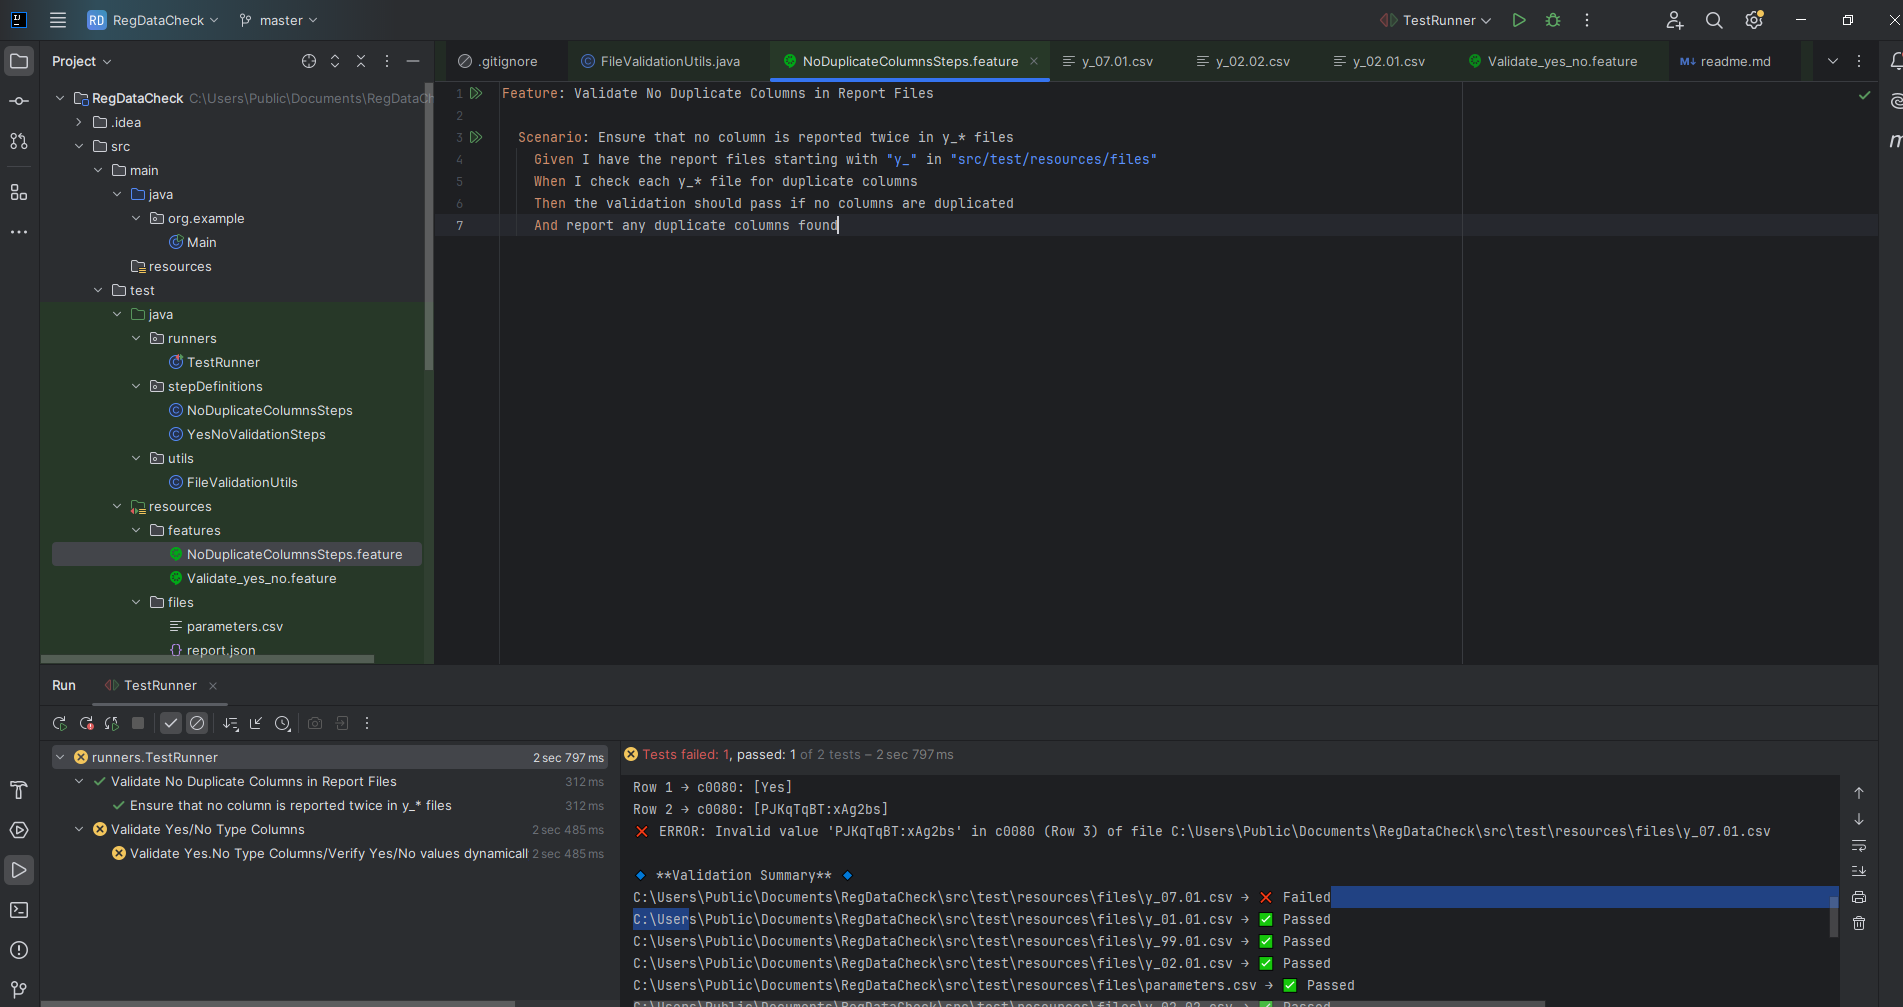 RD RegDataCheck master TestRunner
Project
RegDataCheck C:\Users\Public\Documents\RegDataCh
.idea
src
main
java
org.example
Main
resources
test
java
runners
TestRunner
stepDefinitions
NoDuplicateColumnsSteps
YesNoValidationSteps
utils
FileValidationUtils
resources
features
NoDuplicateColumnsSteps.feature
Validate_yes_no.feature
files
parameters.csv
report.json
.gitignore FileValidationUtils.java NoDuplicateColumnsSteps.feature y_07.01.csv y_02.02.csv y_02.01.csv Validate_yes_no.feature M↓ readme.md
1 Feature: Validate No Duplicate Columns in Report Files
2
3 Scenario: Ensure that no column is reported twice in y_* files
4 Given I have the report files starting with "y_" in "src/test/resources/files"
5 When I check each y_* file for duplicate columns
6 Then the validation should pass if no columns are duplicated
7 And report any duplicate columns found
Run TestRunner
runners.TestRunner 2 sec 797 ms
Validate No Duplicate Columns in Report Files 312 ms
Ensure that no column is reported twice in y_* files 312 ms
Validate Yes/No Type Columns 2 sec 485 ms
Validate Yes.No Type Columns/Verify Yes/No values dynamicall 2 sec 485 ms
Tests failed: 1, passed: 1 of 2 tests – 2 sec 797 ms
Row 1 → c0080: [Yes]
Row 2 → c0080: [PJKqTqBT:xAg2bs]
❌ ERROR: Invalid value 'PJKqTqBT:xAg2bs' in c0080 (Row 3) of file C:\Users\Public\Documents\RegDataCheck\src\test\resources\files\y_07.01.csv
🔹 **Validation Summary** 🔹
C:\Users\Public\Documents\RegDataCheck\src\test\resources\files\y_07.01.csv → ❌ Failed
C:\Users\Public\Documents\RegDataCheck\src\test\resources\files\y_01.01.csv → ✅ Passed
C:\Users\Public\Documents\RegDataCheck\src\test\resources\files\y_99.01.csv → ✅ Passed
C:\Users\Public\Documents\RegDataCheck\src\test\resources\files\y_02.01.csv → ✅ Passed
C:\Users\Public\Documents\RegDataCheck\src\test\resources\files\parameters.csv → ✅ Passed
C:\Users\Public\Documents\RegDataCheck\src\test\resources\files\y_02.02.csv → ✅ Passed